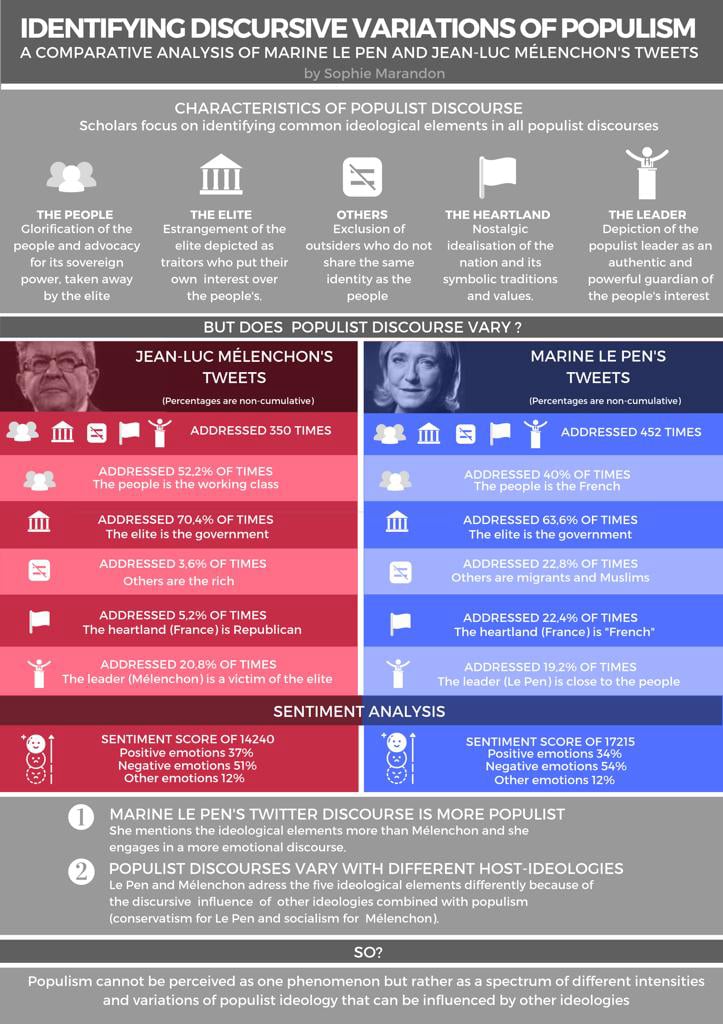 IDENTIFYING DISCURSIVE VARIATIONS OF POPULISM
A COMPARATIVE ANALYSIS OF MARINE LE PEN AND JEAN-LUC MÉLENCHON'S TWEETS
by Sophie Marandon
CHARACTERISTICS OF POPULIST DISCOURSE
Scholars focus on identifying common ideological elements in all populist discourses
THE PEOPLE
Glorification of the
people and advocacy
for its sovereign
power, taken away
by the elite
THE ELITE
Estrangement of the
elite depicted as
traitors who put their
own interest over
the people's.
OTHERS
Exclusion of
outsiders who do not
share the same
identity as the
people
THE HEARTLAND
Nostalgic
idealisation of the
nation and its
symbolic traditions
and values.
THE LEADER
Depiction of the
populist leader as an
authentic and
powerful guardian of
the people's interest
BUT DOES POPULIST DISCOURSE VARY ?
JEAN-LUC MÉLENCHON'S
TWEETS
(Percentages are non-cumulative)
ADDRESSED 350 TIMES
ADDRESSED 52,2% OF TIMES
The people is the working class
ADDRESSED 70,4% OF TIMES
The elite is the government
ADDRESSED 3,6% OF TIMES
Others are the rich
ADDRESSED 5,2% OF TIMES
The heartland (France) is Republican
ADDRESSED 20,8% OF TIMES
The leader (Mélenchon) is a victim of the elite
MARINE LE PEN'S
TWEETS
(Percentages are non-cumulative)
ADDRESSED 452 TIMES
ADDRESSED 40% OF TIMES
The people is the French
ADDRESSED 63,6% OF TIMES
The elite is the government
ADDRESSED 22,8% OF TIMES
Others are migrants and Muslims
ADDRESSED 22,4% OF TIMES
The heartland (France) is "French"
ADDRESSED 19,2% OF TIMES
The leader (Le Pen) is close to the people
SENTIMENT ANALYSIS
SENTIMENT SCORE OF 14240
Positive emotions 37%
Negative emotions 51%
Other emotions 12%
SENTIMENT SCORE OF 17215
Positive emotions 34%
Negative emotions 54%
Other emotions 12%
1 MARINE LE PEN'S TWITTER DISCOURSE IS MORE POPULIST
She mentions the ideological elements more than Mélenchon and she
engages in a more emotional discourse.
2 POPULIST DISCOURSES VARY WITH DIFFERENT HOST-IDEOLOGIES
Le Pen and Mélenchon adress the five ideological elements differently because of
the discursive influence of other ideologies combined with populism
(conservatism for Le Pen and socialism for Mélenchon).
SO?
Populism cannot be perceived as one phenomenon but rather as a spectrum of different intensities
and variations of populist ideology that can be influenced by other ideologies